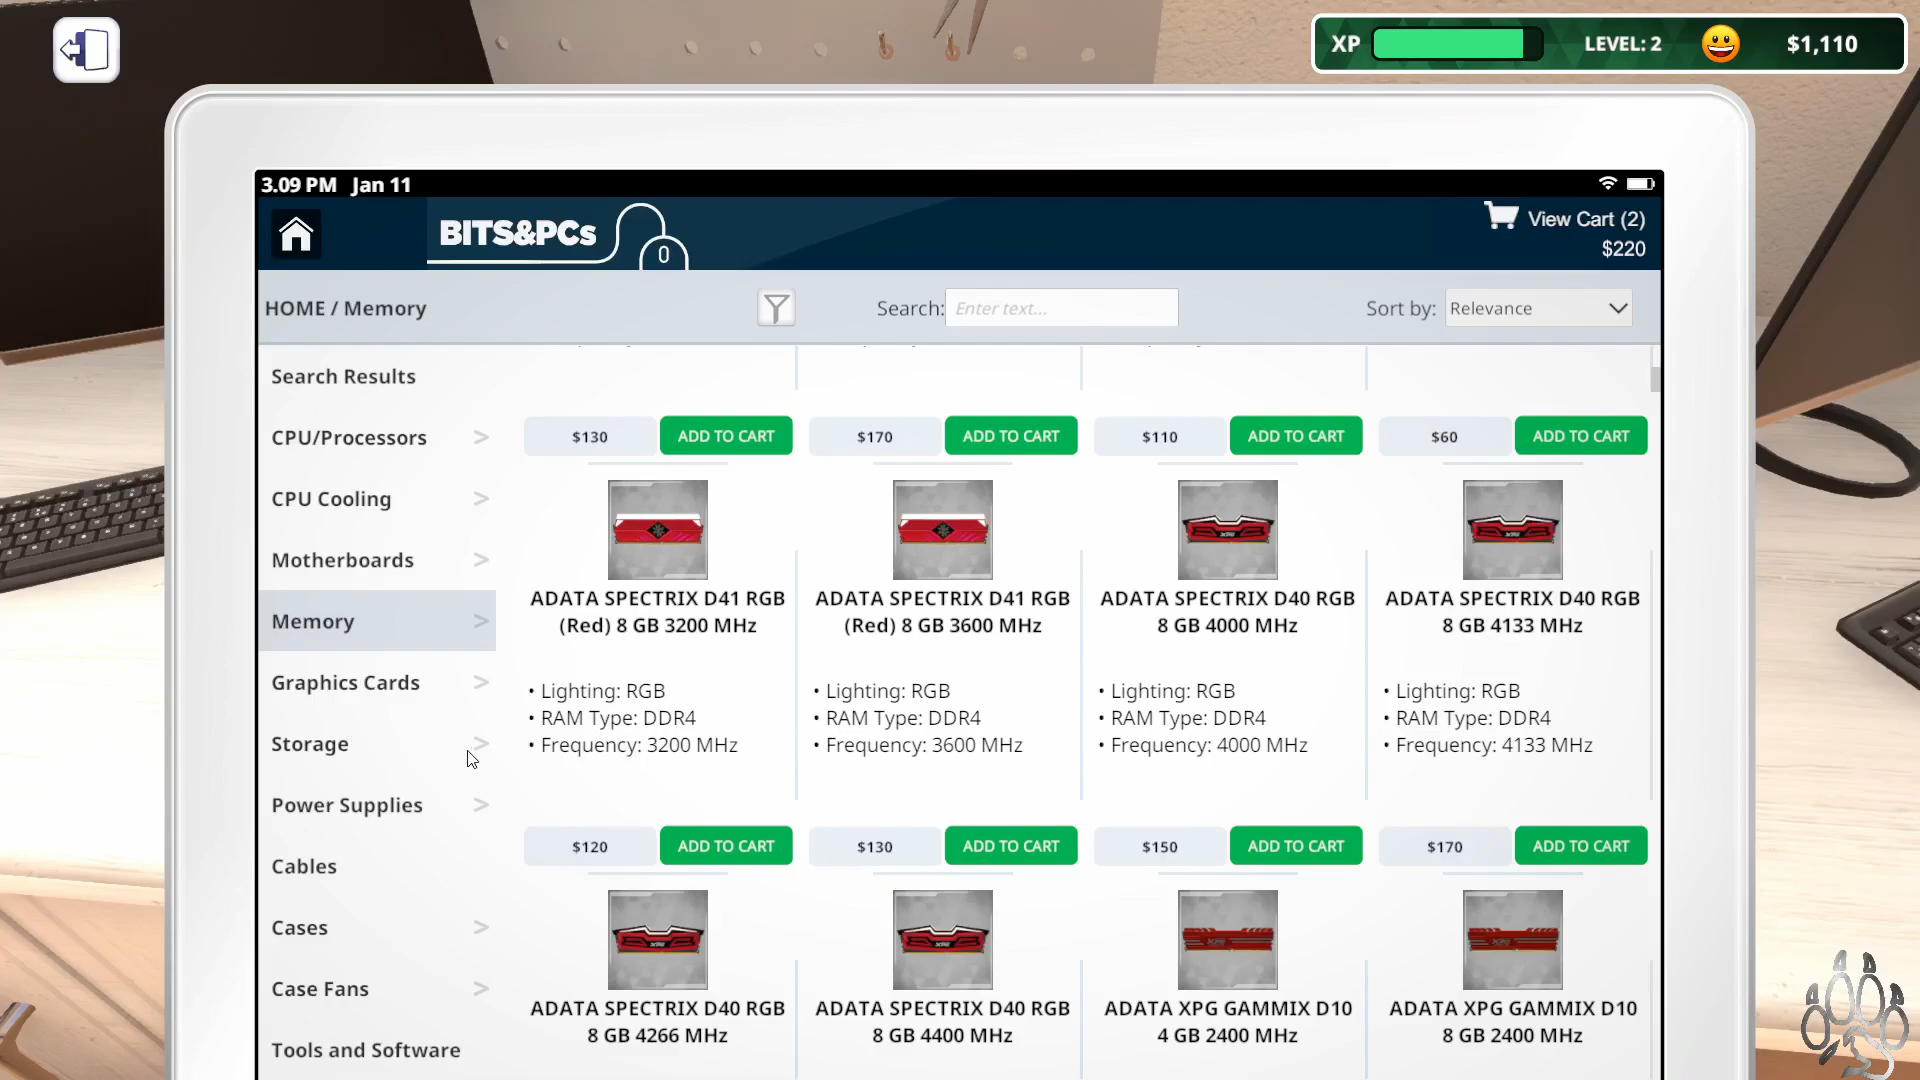 XP LEVEL: 2 $1,110
3.09 PM Jan 11
BITS&PCs
0
View Cart (2)
$220
HOME / Memory
Search: Enter text...
Sort by: Relevance
Search Results
CPU/Processors >
CPU Cooling >
Motherboards >
Memory >
Graphics Cards >
Storage >
Power Supplies >
Cables
Cases >
Case Fans >
Tools and Software
$130 ADD TO CART $170 ADD TO CART $110 ADD TO CART $60 ADD TO CART
ADATA SPECTRIX D41 RGB
(Red) 8 GB 3200 MHz
• Lighting: RGB
• RAM Type: DDR4
• Frequency: 3200 MHz
ADATA SPECTRIX D41 RGB
(Red) 8 GB 3600 MHz
• Lighting: RGB
• RAM Type: DDR4
• Frequency: 3600 MHz
ADATA SPECTRIX D40 RGB
8 GB 4000 MHz
• Lighting: RGB
• RAM Type: DDR4
• Frequency: 4000 MHz
ADATA SPECTRIX D40 RGB
8 GB 4133 MHz
• Lighting: RGB
• RAM Type: DDR4
• Frequency: 4133 MHz
$120 ADD TO CART $130 ADD TO CART $150 ADD TO CART $170 ADD TO CART
ADATA SPECTRIX D40 RGB
8 GB 4266 MHz
ADATA SPECTRIX D40 RGB
8 GB 4400 MHz
ADATA XPG GAMMIX D10
4 GB 2400 MHz
ADATA XPG GAMMIX D10
8 GB 2400 MHz